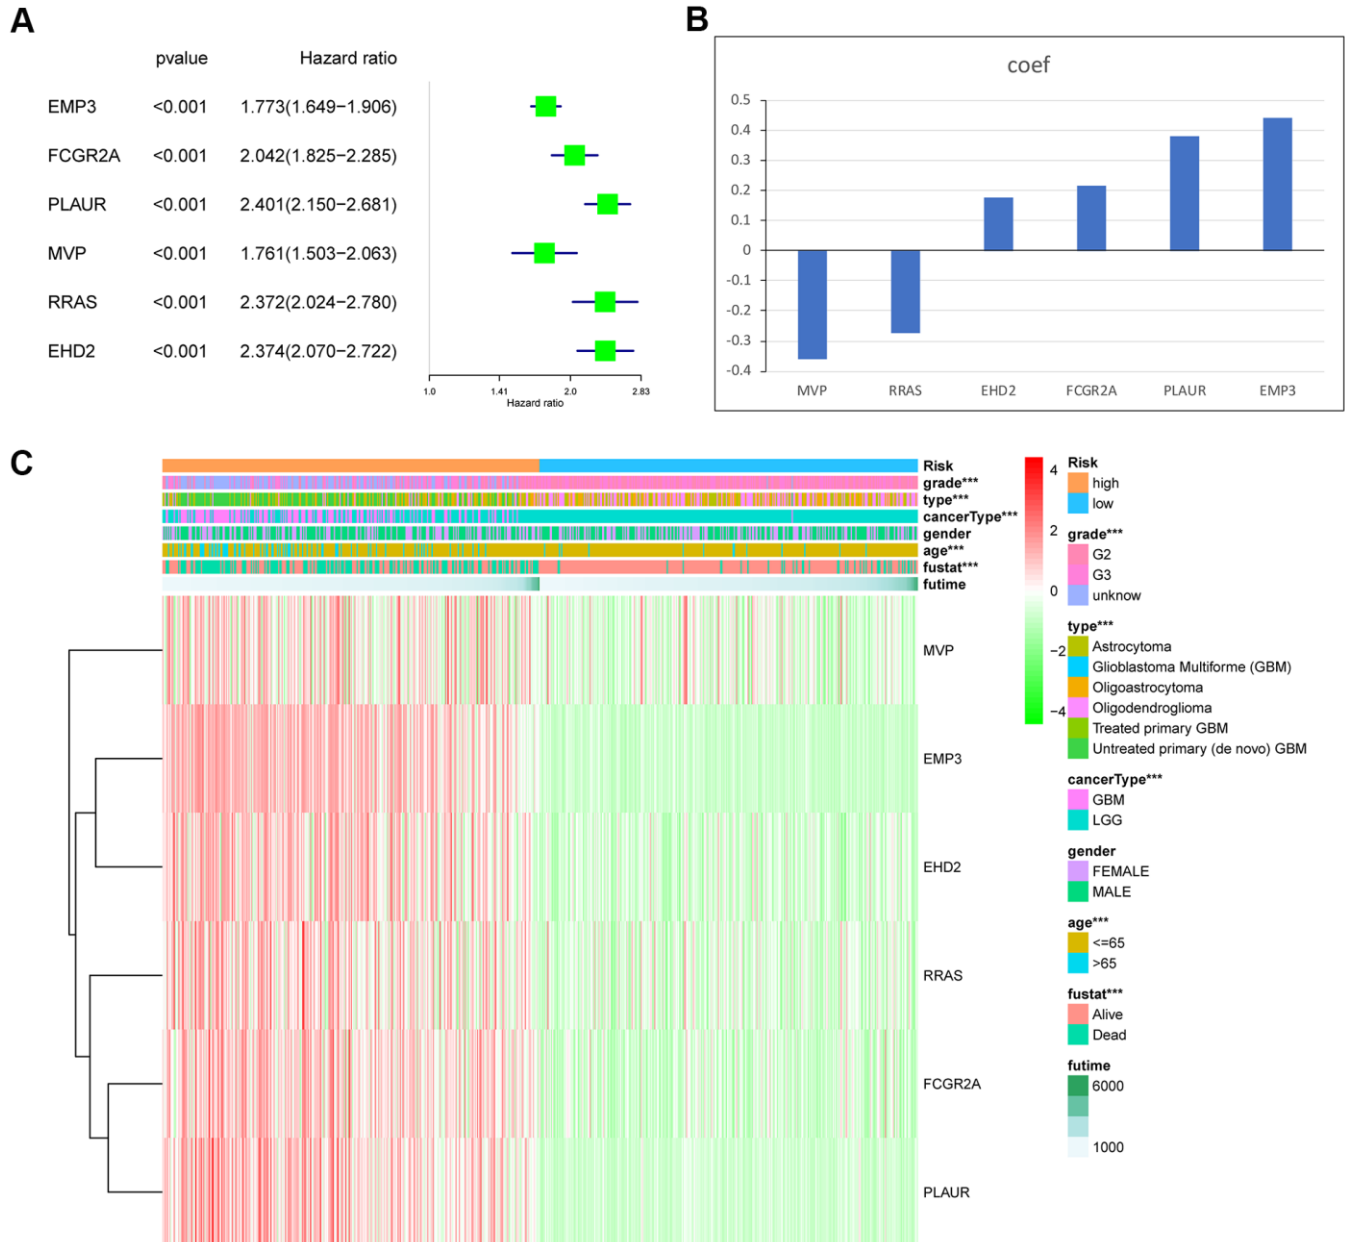 A
pvalue Hazard ratio
EMP3 <0.001 1.773(1.649−1.906)
FCGR2A <0.001 2.042(1.825−2.285)
PLAUR <0.001 2.401(2.150−2.681)
MVP <0.001 1.761(1.503−2.063)
RRAS <0.001 2.372(2.024−2.780)
EHD2 <0.001 2.374(2.070−2.722)
1.0 1.41 2.0 2.83
Hazard ratio
B
coef
0.5
0.4
0.3
0.2
0.1
0
-0.1
-0.2
-0.3
-0.4
MVP RRAS EHD2 FCGR2A PLAUR EMP3
C
Risk
grade***
type***
cancerType***
gender
age***
fustat***
futime
MVP
EMP3
EHD2
RRAS
FCGR2A
PLAUR
4
2
0
−2
−4
Risk
high
low
grade***
G2
G3
unknow
type***
Astrocytoma
Glioblastoma Multiforme (GBM)
Oligoastrocytoma
Oligodendroglioma
Treated primary GBM
Untreated primary (de novo) GBM
cancerType***
GBM
LGG
gender
FEMALE
MALE
age***
<=65
>65
fustat***
Alive
Dead
futime
6000
1000